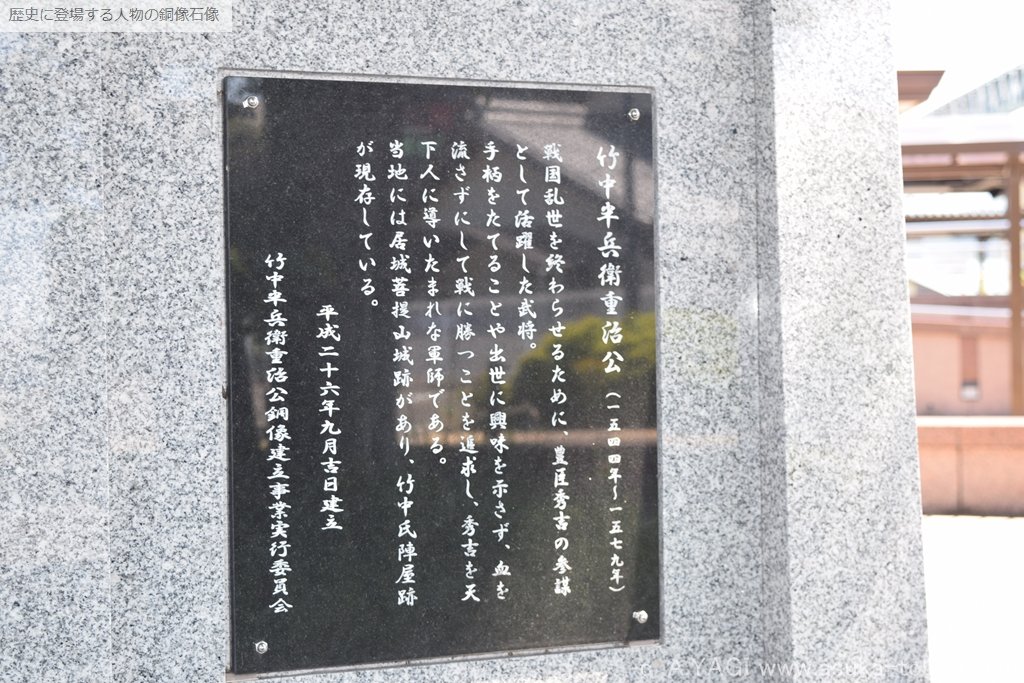 歴史に登場する人物の銅像石像
竹中半兵衛重治公（一五四四年～一五七九年）
戦国乱世を終わらせるために、豊臣秀吉の参謀
として活躍した武将。
手柄をたてることや出世に興味を示さず、血を
流さずにして戦に勝つことを追求し、秀吉を天
下人に導いたまれな軍師である。
当地には居城菩提山城跡があり、竹中氏陣屋跡
が現存している。
平成二十六年九月吉日建立
竹中半兵衛重治公銅像建立事業実行委員会